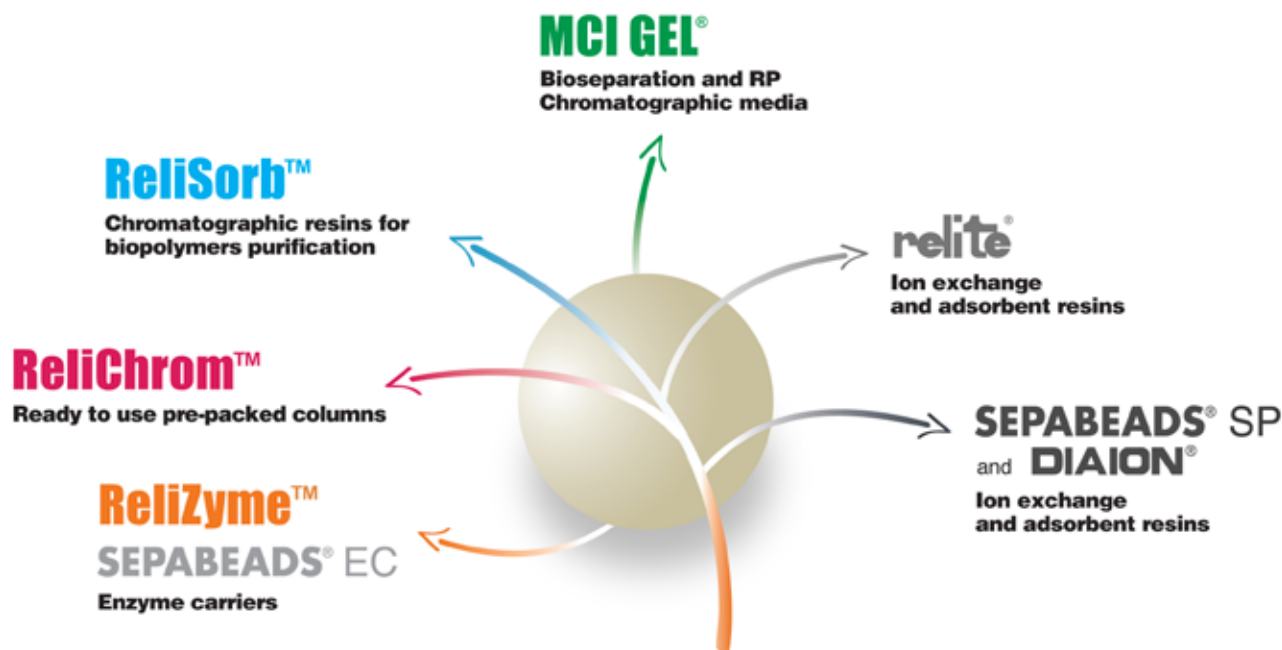 MCI GEL®
Bioseparation and RP
Chromatographic media
ReliSorb™
Chromatographic resins for
biopolymers purification
relite®
Ion exchange
and adsorbent resins
ReliChrom™
Ready to use pre-packed columns
SEPABEADS® SP
and DIAION®
Ion exchange
and adsorbent resins
ReliZyme™
SEPABEADS® EC
Enzyme carriers